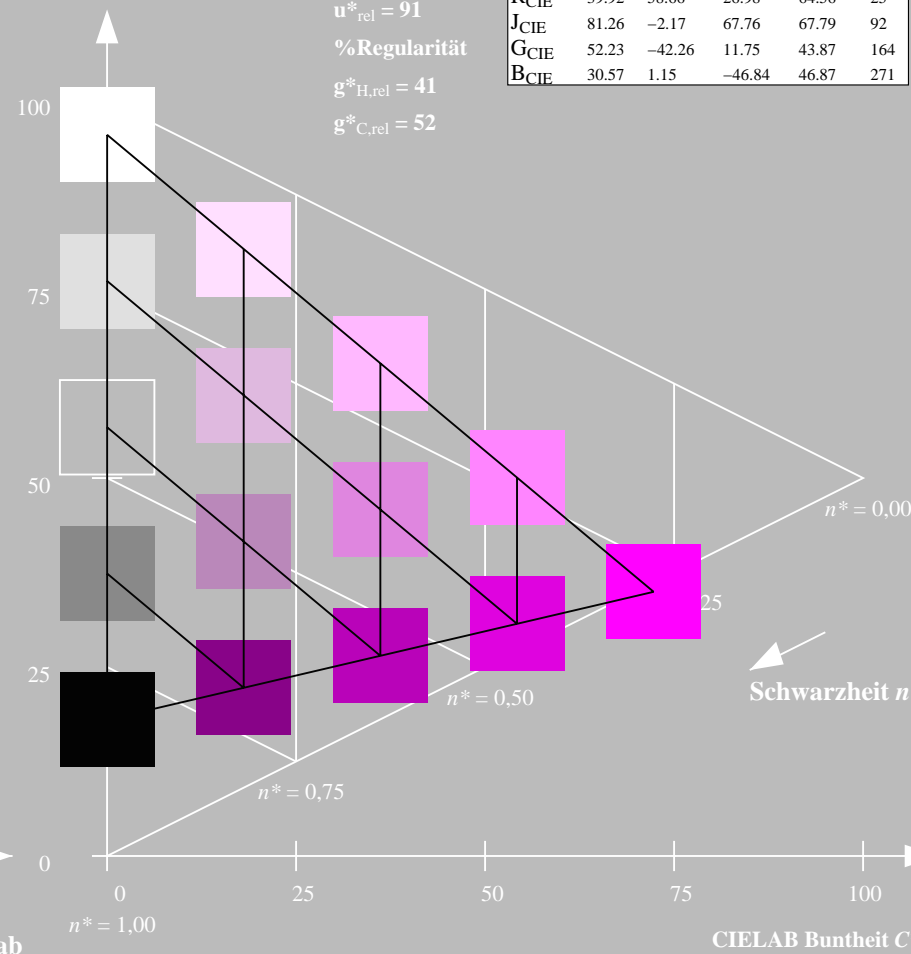 u*rel = 91
%Regularität
g*H,rel = 41
g*C,rel = 52
JCIE 81.26 −2.17 67.76 67.79 92
GCIE 52.23 −42.26 11.75 43.87 164
BCIE 30.57 1.15 −46.84 46.87 271
100
75
50
n* = 0,00
25
25
Schwarzheit n
n* = 0,50
n* = 0,75
0
0 25 50 75 100
n* = 1,00
ab
CIELAB Buntheit C